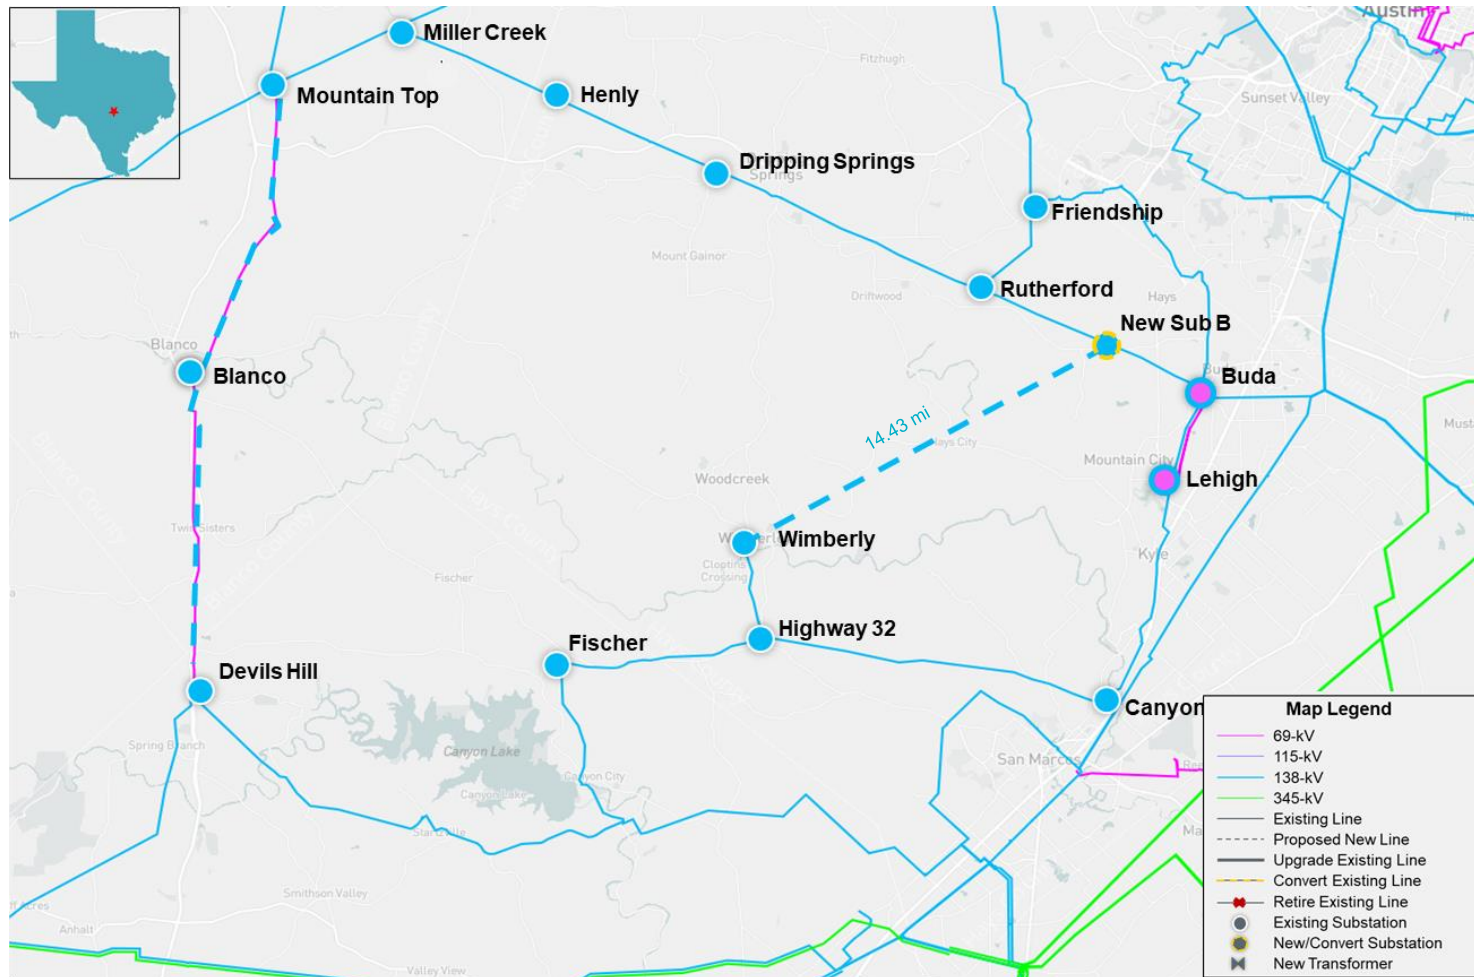 Austin
Miller Creek
Fitzhugh
Mountain Top
Henly
Sunset Valley
Dripping Springs
Springs
Friendship
Mount Gainor
Driftwood
Rutherford
Hays
New Sub B
Blanco
Blanco
Buda
14.43 mi
Hays City
Mountain City
Woodcreek
Lehigh
Twin Sisters
Wimberly
Kyle
Cloptins
Crossing
Fischer
Highway 32
Fischer
Devils Hill
Canyon
Spring Branch
Canyon Lake
San Marcos
Canyon City
Canyon Lake
Startzville
Smithson Valley
Anhalt
Valley View
Map Legend
69-kV
115-kV
138-kV
345-kV
Existing Line
Proposed New Line
Upgrade Existing Line
Convert Existing Line
Retire Existing Line
Existing Substation
New/Convert Substation
New Transformer